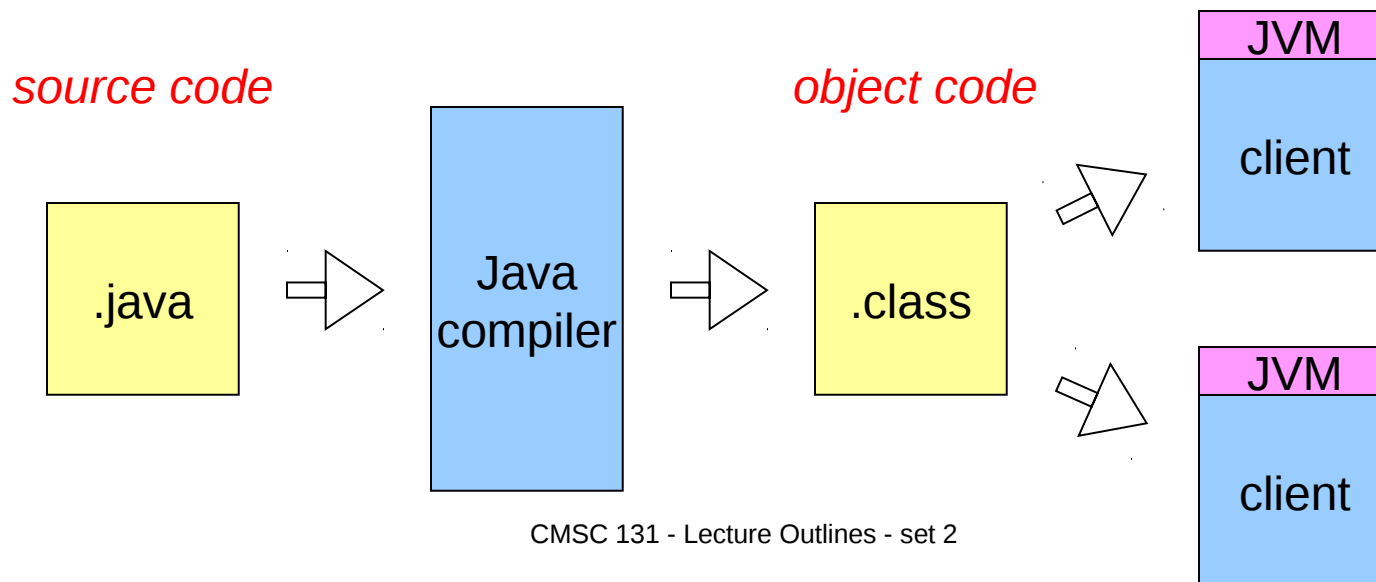 source code
object code
JVM
client
.java
Java
compiler
.class
JVM
client
CMSC 131 - Lecture Outlines - set 2